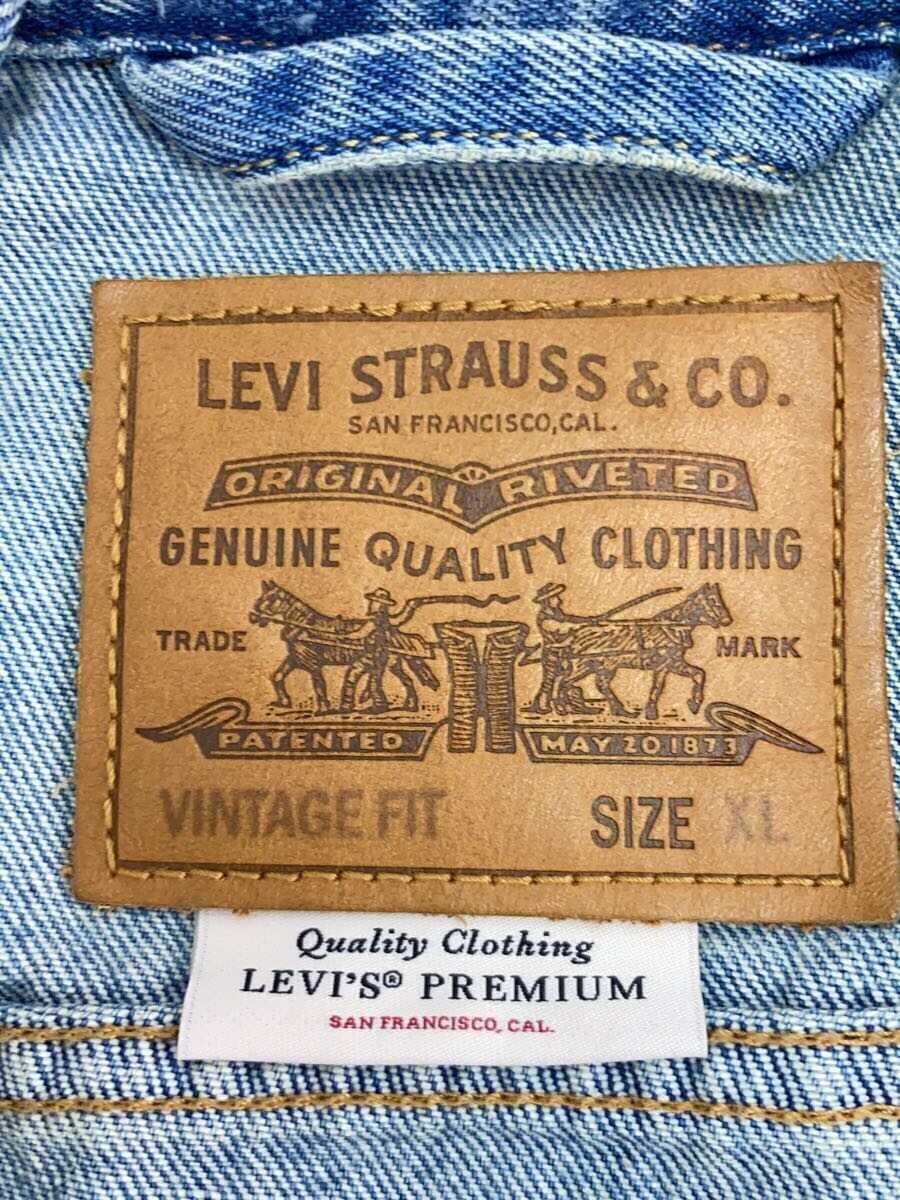 LEVI STRAUSS & CO.
SAN FRANCISCO, CAL.
ORIGINAL RIVETED
GENUINE QUALITY CLOTHING
TRADE MARK
PATENTED MAY 20 1873
VINTAGE FIT SIZE XL
Quality Clothing
LEVI'S® PREMIUM
SAN FRANCISCO, CAL.